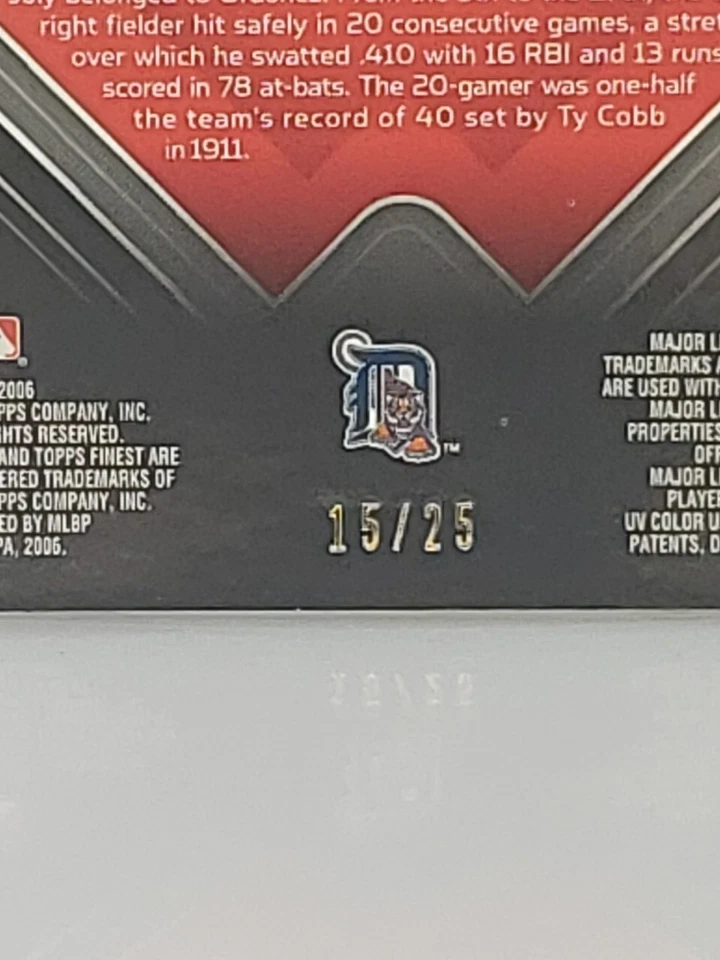 right fielder hit safely in 20 consecutive games, a stre
over which he swatted .410 with 16 RBI and 13 runs
scored in 78 at-bats. The 20-gamer was one-half
the team's record of 40 set by Ty Cobb
in 1911.
2006
PPS COMPANY, INC.
HTS RESERVED.
AND TOPPS FINEST ARE
ERED TRADEMARKS OF
PPS COMPANY, INC.
ED BY MLBP
PA, 2006.
D
TM
15/25
MAJOR L
TRADEMARKS A
ARE USED WITH
MAJOR L
PROPERTIES
OFF
MAJOR L
PLAYE
UV COLOR U
PATENTS, D